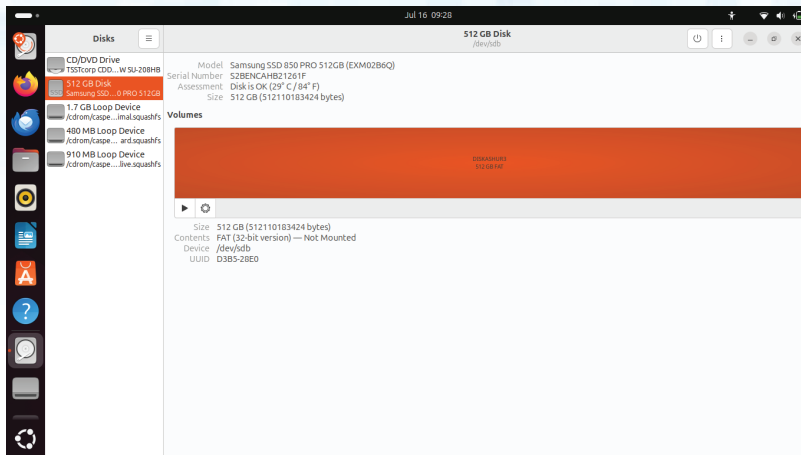 Jul 16 09:28
Disks
512 GB Disk
/dev/sdb
CD/DVD Drive
TSSTcorp CDD...W SU-208HB
512 GB Disk
Samsung SSD...0 PRO 512GB
1.7 GB Loop Device
/cdrom/caspe...imal.squashfs
480 MB Loop Device
/cdrom/caspe... ard.squashfs
910 MB Loop Device
/cdrom/caspe...live.squashfs
Model Samsung SSD 850 PRO 512GB (EXM02B6Q)
Serial Number S2BENCAHB21261F
Assessment Disk is OK (29° C / 84° F)
Size 512 GB (512110183424 bytes)
Volumes
512 GB FAT
Size 512 GB (512110183424 bytes)
Contents FAT (32-bit version) — Not Mounted
Device /dev/sdb
UUID D3B5-28E0